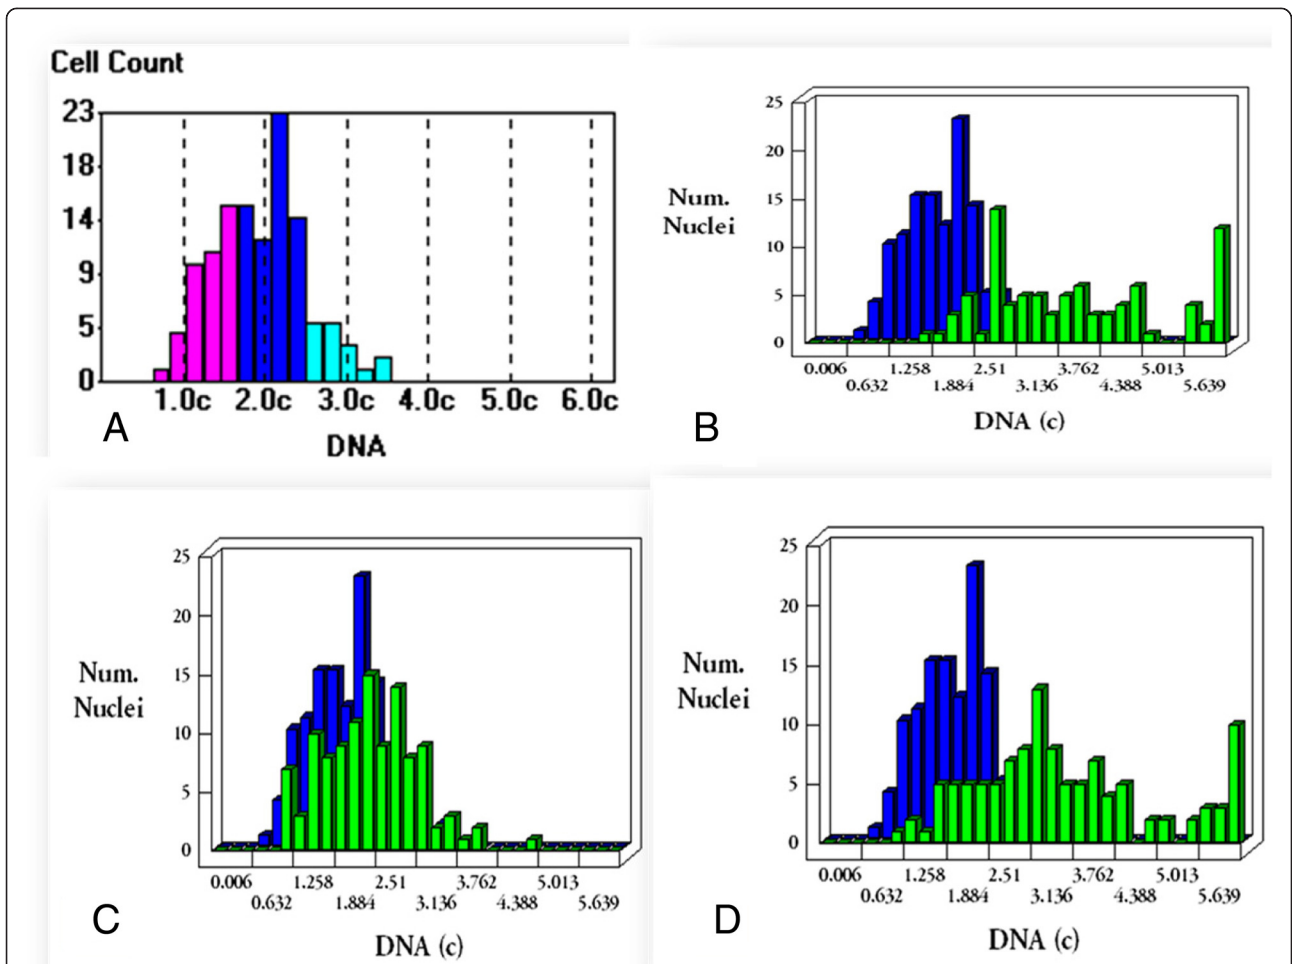 Cell Count
23
18
14
9
5
0
1.0c 2.0c 3.0c 4.0c 5.0c 6.0c
DNA
A
25
20
15
10
5
0
Num.
Nuclei
0.006 1.258 2.51 3.762 5.013
0.632 1.884 3.136 4.388 5.639
DNA (c)
B
25
20
15
10
5
0
Num.
Nuclei
0.006 1.258 2.51 3.762 5.013
0.632 1.884 3.136 4.388 5.639
DNA (c)
C
25
20
15
10
5
0
Num.
Nuclei
0.006 1.258 2.51 3.762 5.013
0.632 1.884 3.136 4.388 5.639
DNA (c)
D